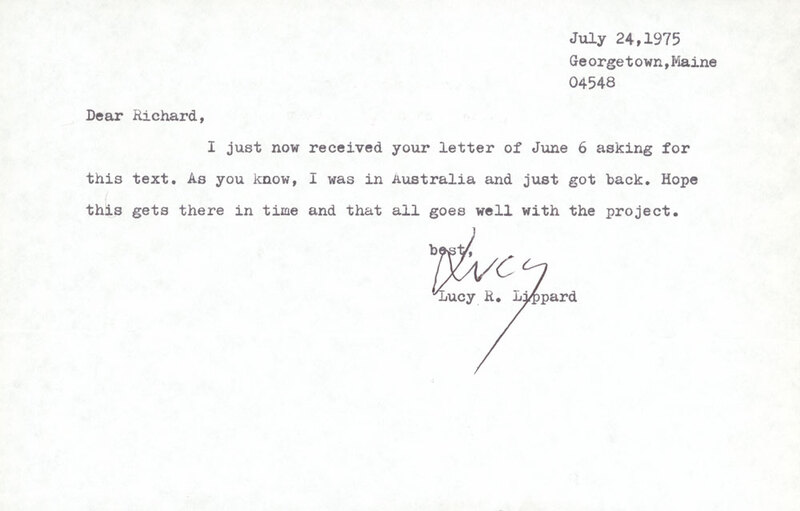 July 24,1975
Georgetown,Maine
04548
Dear Richard,
I just now received your letter of June 6 asking for
this text. As you know, I was in Australia and just got back. Hope
this gets there in time and that all goes well with the project.
best,
Lucy
Lucy R. Lippard